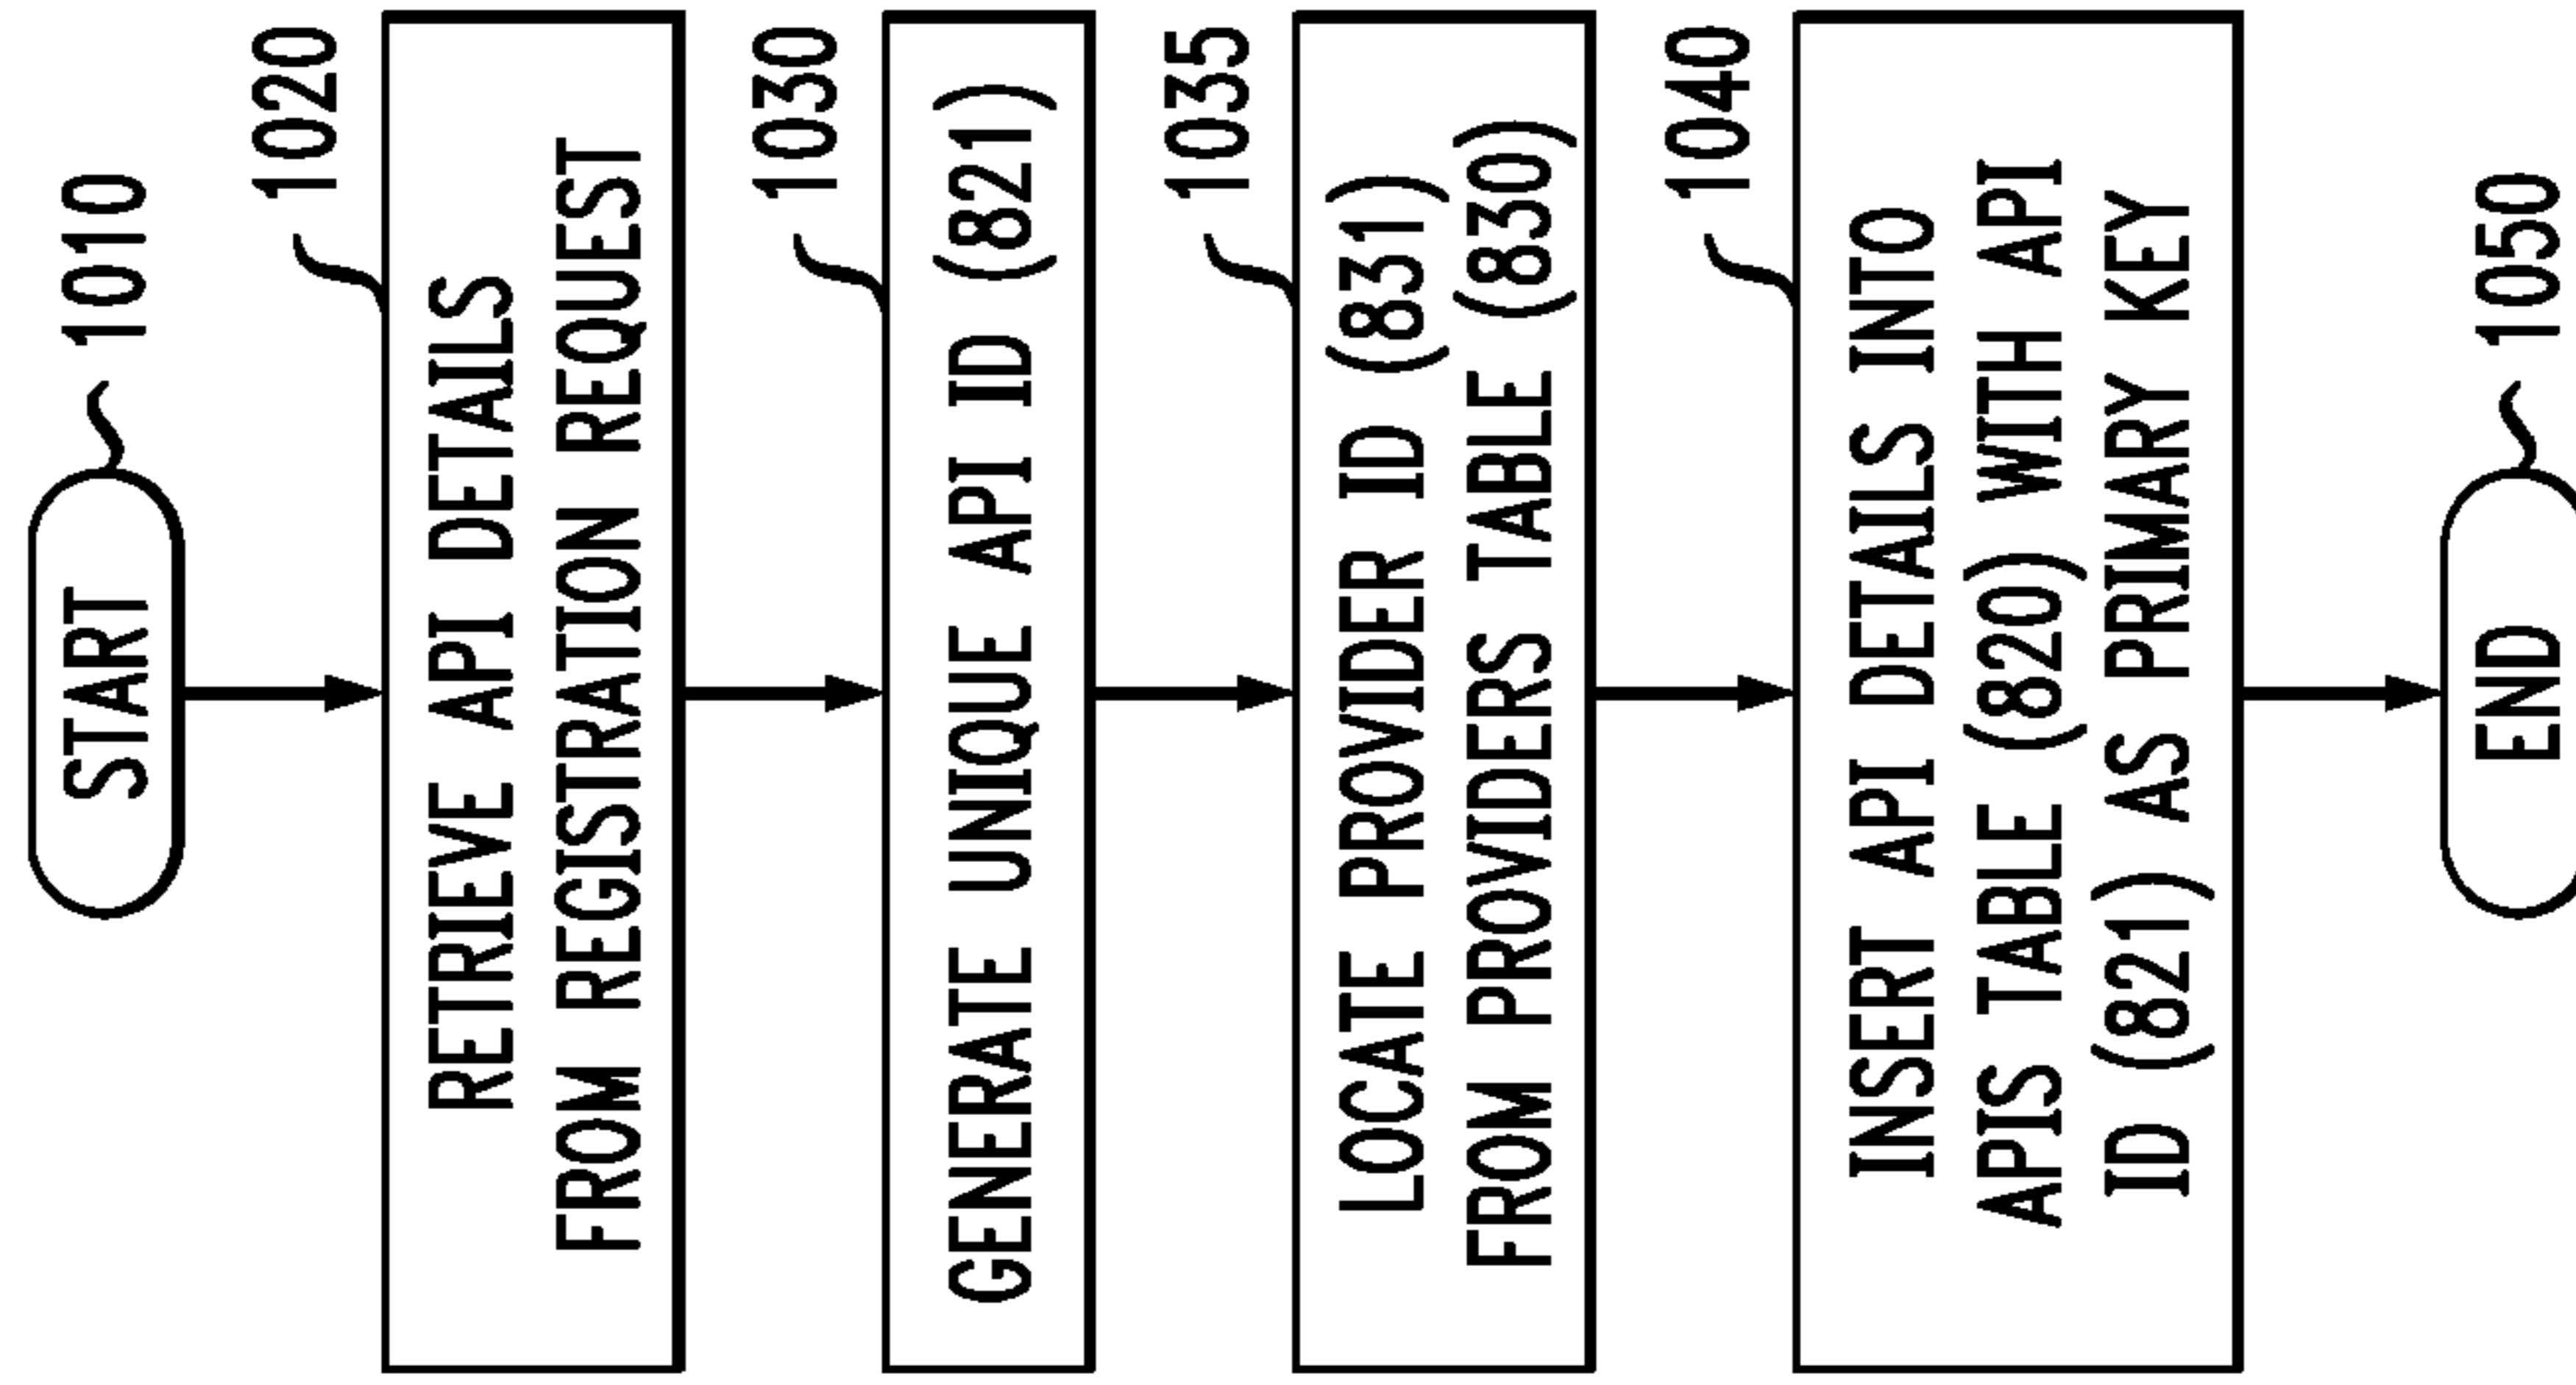 START
1010
1020
RETRIEVE API DETAILS
FROM REGISTRATION REQUEST
1030
GENERATE UNIQUE API ID (821)
1035
LOCATE PROVIDER ID (831)
FROM PROVIDERS TABLE (830)
1040
INSERT API DETAILS INTO
APIS TABLE (820) WITH API
ID (821) AS PRIMARY KEY
END
1050